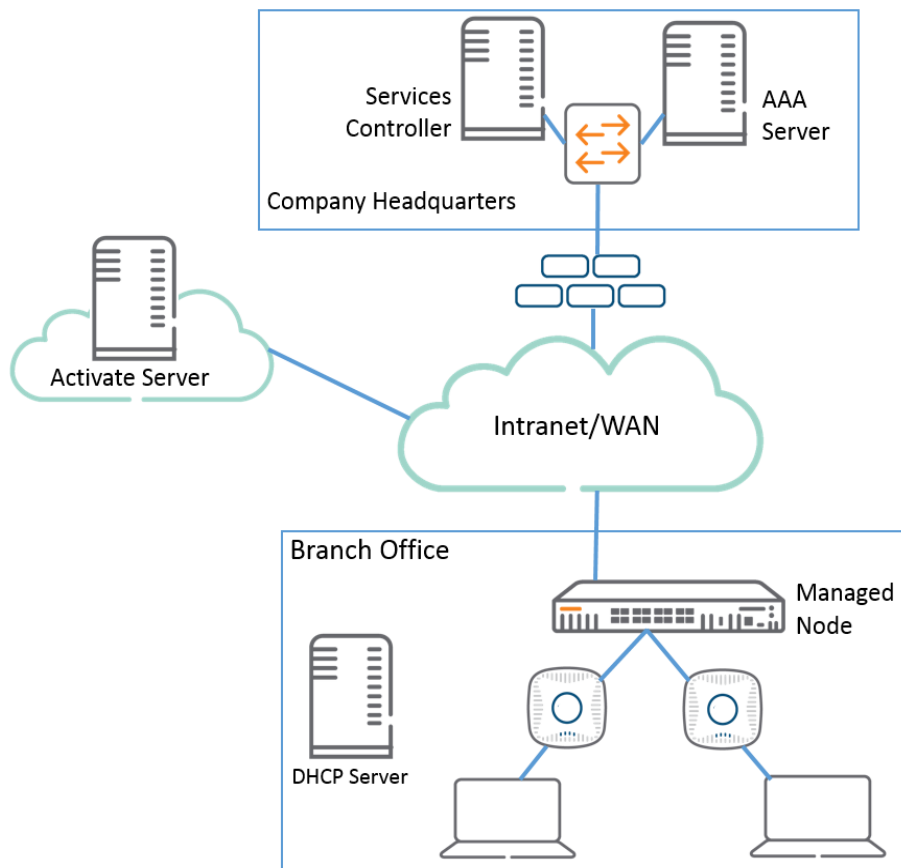 Services
Controller
AAA
Server
Company Headquarters
Activate Server
Intranet/WAN
Branch Office
Managed
Node
DHCP Server